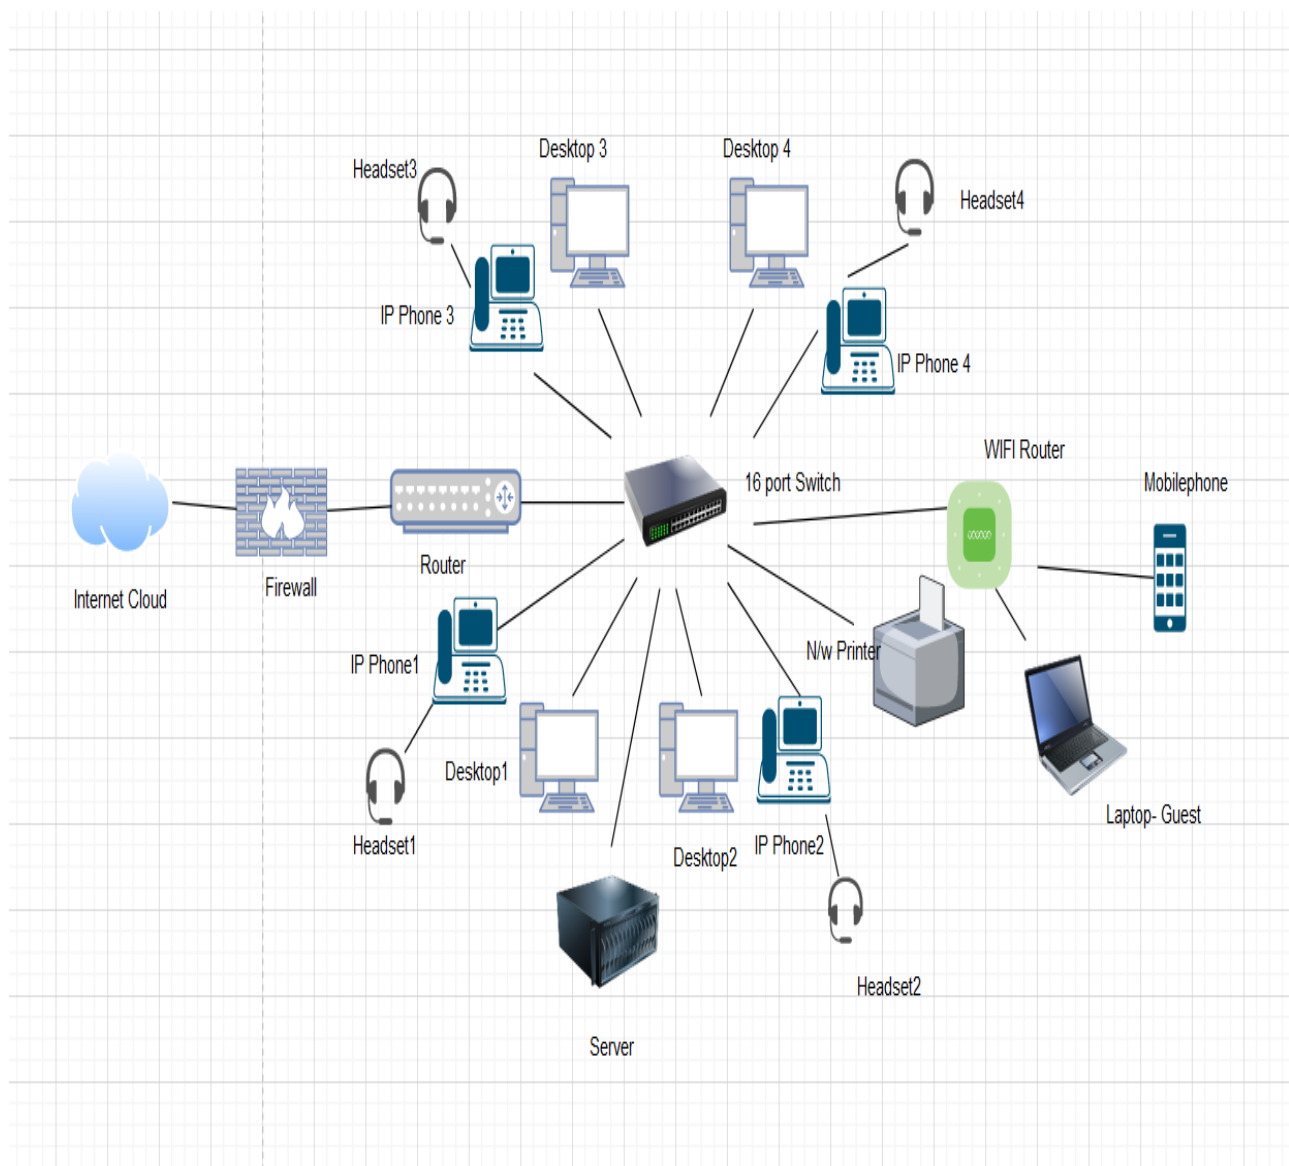 Desktop 3
Desktop 4
Headset3
Headset4
IP Phone 3
IP Phone 4
WIFI Router
16 port Switch
Mobilephone
Router
Firewall
Internet Cloud
IP Phone1
N/w Printer
Desktop1
Laptop- Guest
Headset1
Desktop2
IP Phone2
Headset2
Server